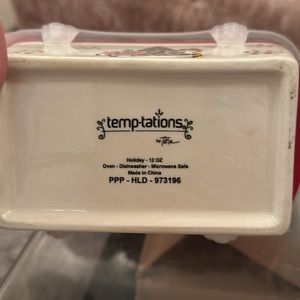 temp-tations
by Tara
Holiday - 12 OZ
Oven - Dishwasher - Microwave Safe
Made in China
PPP - HLD - 973196